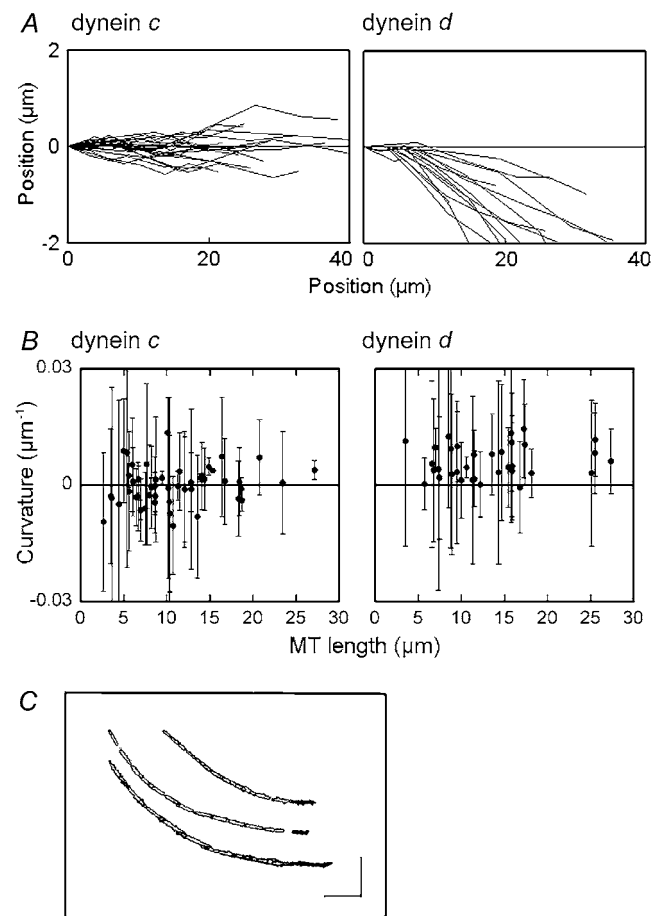 A dynein c dynein d
2
0
-2
Position (µm)
0 20 40 0 20 40
Position (µm)
B dynein c dynein d
0.03
0
-0.03
Curvature (µm-1)
0 5 10 15 20 25 30 0 5 10 15 20 25 30
MT length (µm)
C